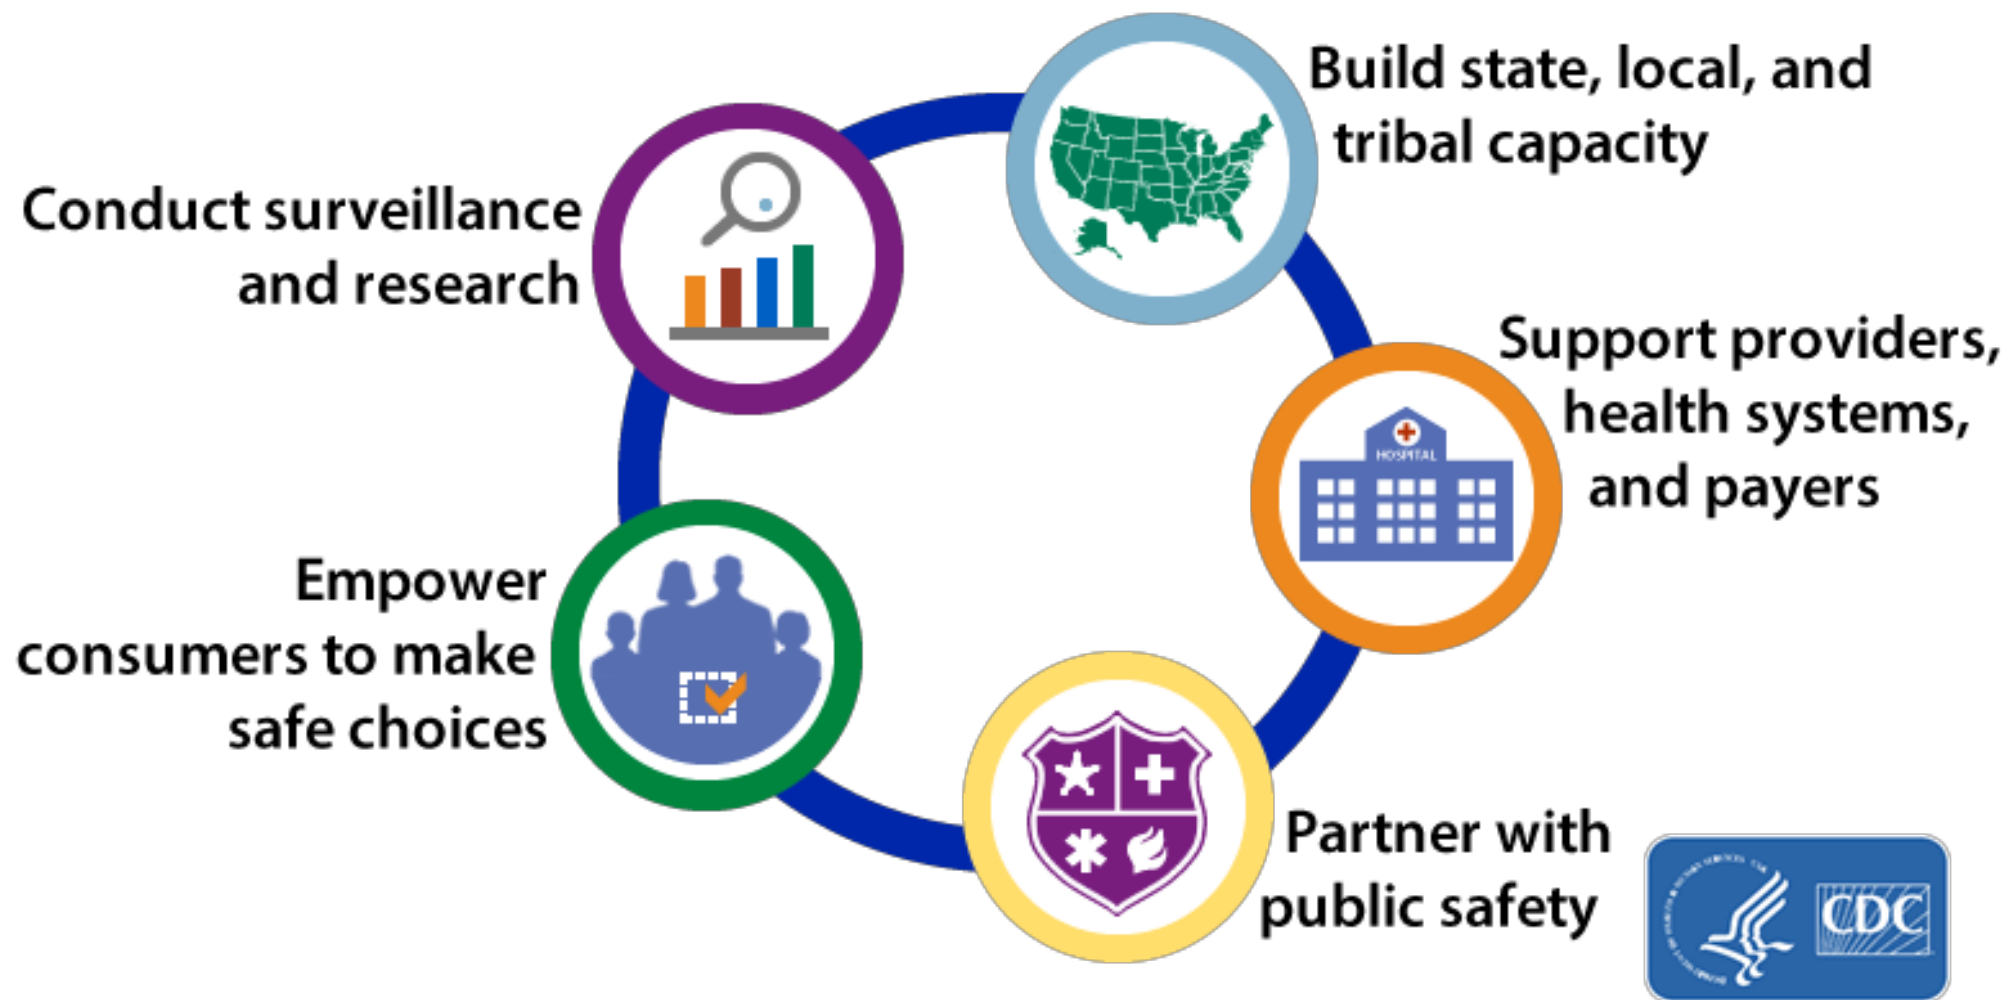 Build state, local, and
tribal capacity
Conduct surveillance
and research
Support providers,
health systems,
and payers
HOSPITAL
Empower
consumers to make
safe choices
Partner with
public safety
CDC